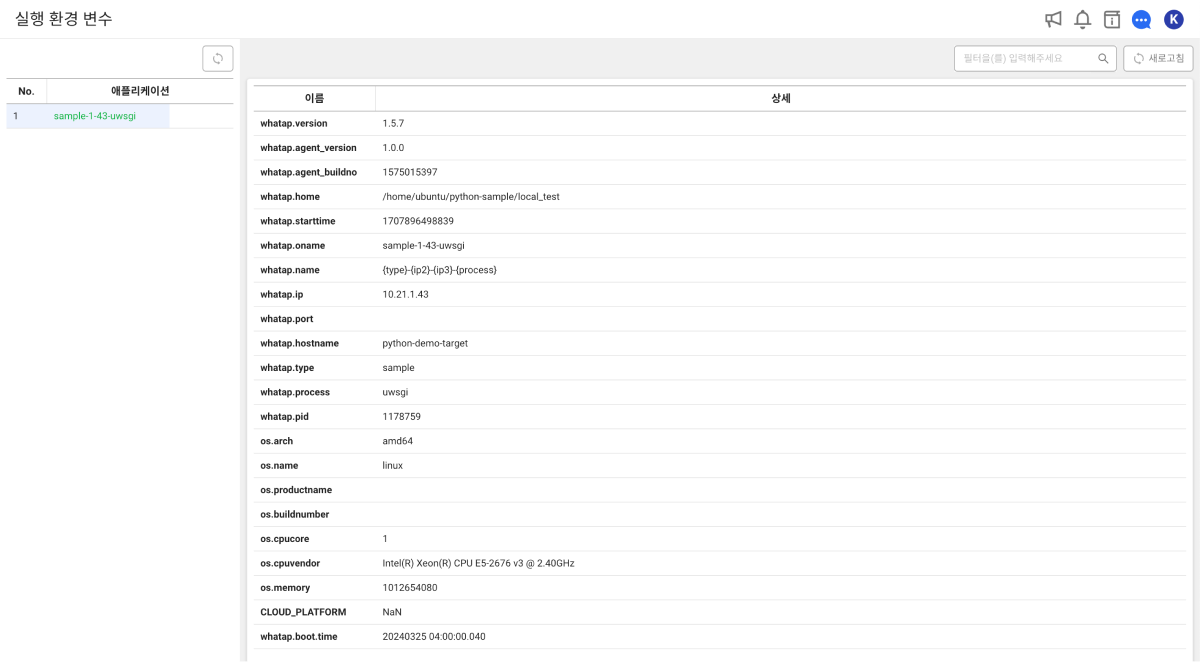 실행 환경 변수
K
필터을(를) 입력해주세요
새로고침
No. 애플리케이션
1 sample-1-43-uwsgi
이름 상세
whatap.version 1.5.7
whatap.agent_version 1.0.0
whatap.agent_buildno 1575015397
whatap.home /home/ubuntu/python-sample/local_test
whatap.starttime 1707896498839
whatap.oname sample-1-43-uwsgi
whatap.name {type}-{ip2}-{ip3}-{process}
whatap.ip 10.21.1.43
whatap.port
whatap.hostname python-demo-target
whatap.type sample
whatap.process uwsgi
whatap.pid 1178759
os.arch amd64
os.name linux
os.productname
os.buildnumber
os.cpucore 1
os.cpuvendor Intel(R) Xeon(R) CPU E5-2676 v3 @ 2.40GHz
os.memory 1012654080
CLOUD_PLATFORM NaN
whatap.boot.time 20240325 04:00:00.040